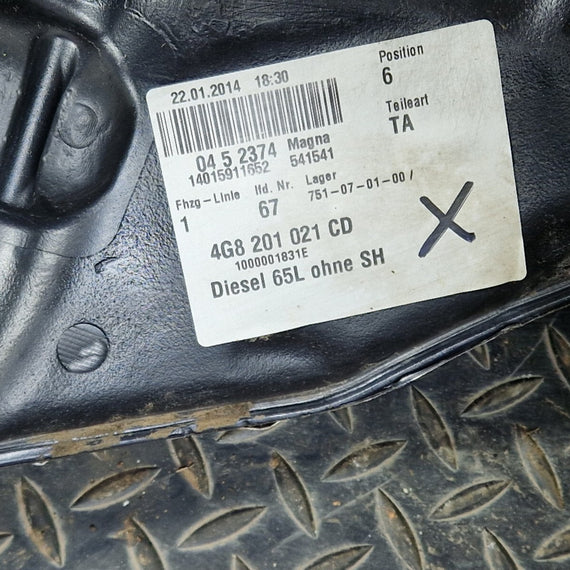 22.01.2014 18:30
Position
6
Teileart
TA
04 5 2374 Magna
14015911652 541541
Fhzg-Linie lfd. Nr. Lager
1 67 751-07-01-00 /
4G8 201 021 CD
1000001831E
Diesel 65L ohne SH
X